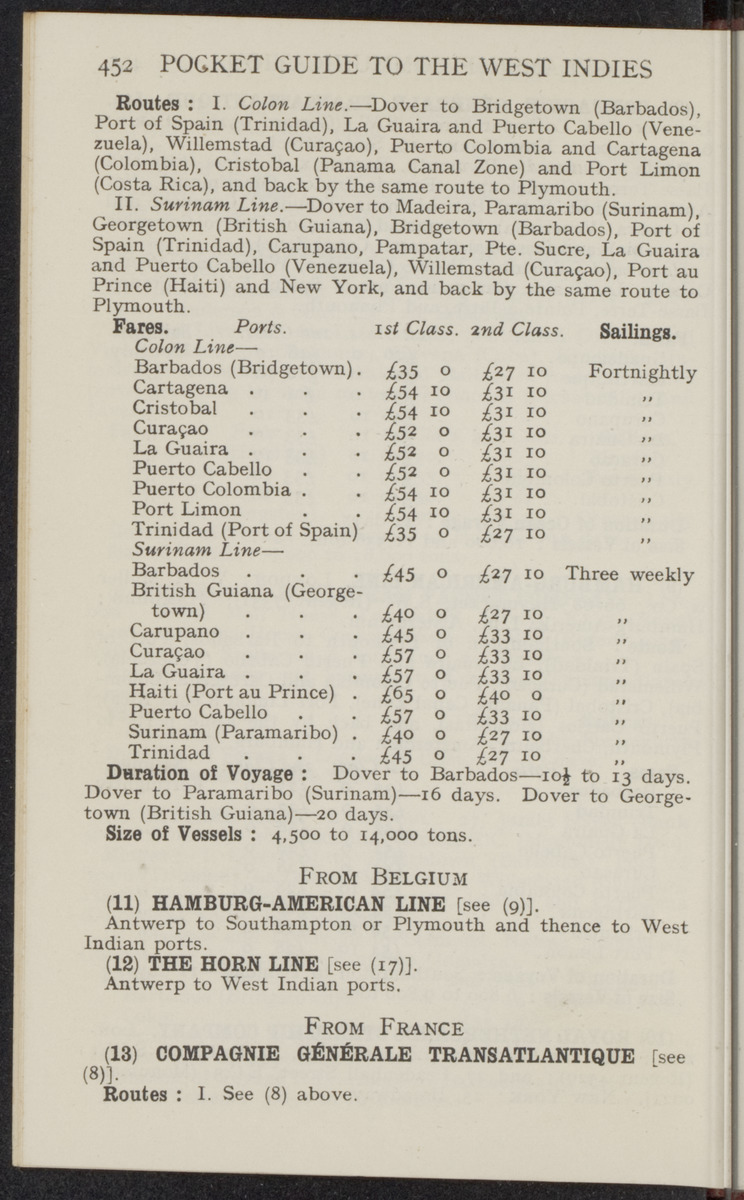 452 POCKET GUIDE TO THE WEST INDIES
Routes : I. Colon Line.—Dover to Bridgetown (Barbados),
Port of Spain (Trinidad), La Guaira and Puerto Cabello (Vene-
zuela), Willemstad (Curaçao), Puerto Colombia and Cartagena
(Colombia), Cristobal (Panama Canal Zone) and Port Limon
(Costa Rica), and back by the same route to Plymouth.
II. Surinam Line.—Dover to Madeira, Paramaribo (Surinam),
Georgetown (British Guiana), Bridgetown (Barbados), Port of
Spain (Trinidad), Carupano, Pampatar, Pte. Sucre, La Guaira
and Puerto Cabello (Venezuela), Willemstad (Curaçao), Port au
Prince (Haiti) and New York, and back by the same route to
Plymouth.
Fares. Ports. 1st Class. 2nd Class. Sailings.
Colon Line—
Barbados (Bridgetown) . £35 0 £27 10 Fortnightly
Cartagena . . . £54 10 £31 10 ,,
Cristobal . . . £54 10 £31 10 ,,
Curaçao . . . £52 0 £31 10 ,,
La Guaira . . . £52 0 £31 10 ,,
Puerto Cabello . . £52 0 £31 10 ,,
Puerto Colombia . . £54 10 £31 10 ,,
Port Limon . . £54 10 £31 10 ,,
Trinidad (Port of Spain) £35 0 £27 10 ,,
Surinam Line—
Barbados . . . £45 0 £27 10 Three weekly
British Guiana (George-
town) . . . £40 0 £27 10 ,,
Carupano . . . £45 0 £33 10 ,,
Curaçao . . . £57 0 £33 10 ,,
La Guaira . . . £57 0 £33 10 ,,
Haiti (Port au Prince) . £65 0 £40 0 ,,
Puerto Cabello . . £57 0 £33 10 ,,
Surinam (Paramaribo) . £40 0 £27 10 ,,
Trinidad . . . £45 0 £27 10 ,,
Duration of Voyage : Dover to Barbados—10½ to 13 days.
Dover to Paramaribo (Surinam)—16 days. Dover to George-
town (British Guiana)—20 days.
Size of Vessels : 4,500 to 14,000 tons.
FROM BELGIUM
(11) HAMBURG-AMERICAN LINE [see (9)].
Antwerp to Southampton or Plymouth and thence to West
Indian ports.
(12) THE HORN LINE [see (17)].
Antwerp to West Indian ports.
FROM FRANCE
(13) COMPAGNIE GÉNÉRALE TRANSATLANTIQUE [see
(8)].
Routes : I. See (8) above.